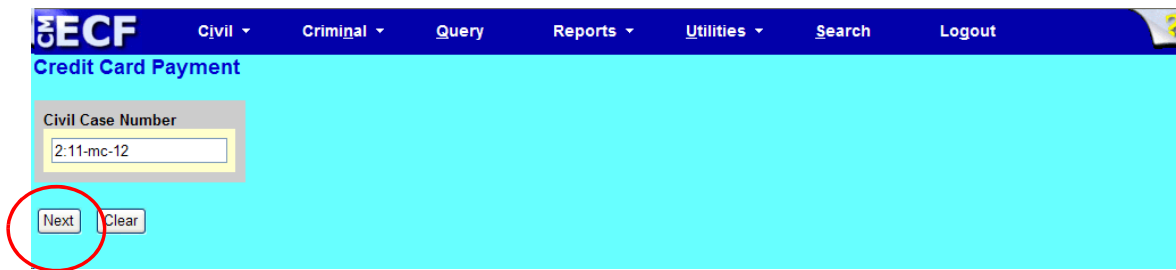 CM ECF Civil Criminal Query Reports Utilities Search Logout ?
Credit Card Payment
Civil Case Number
2:11-mc-12
Next Clear